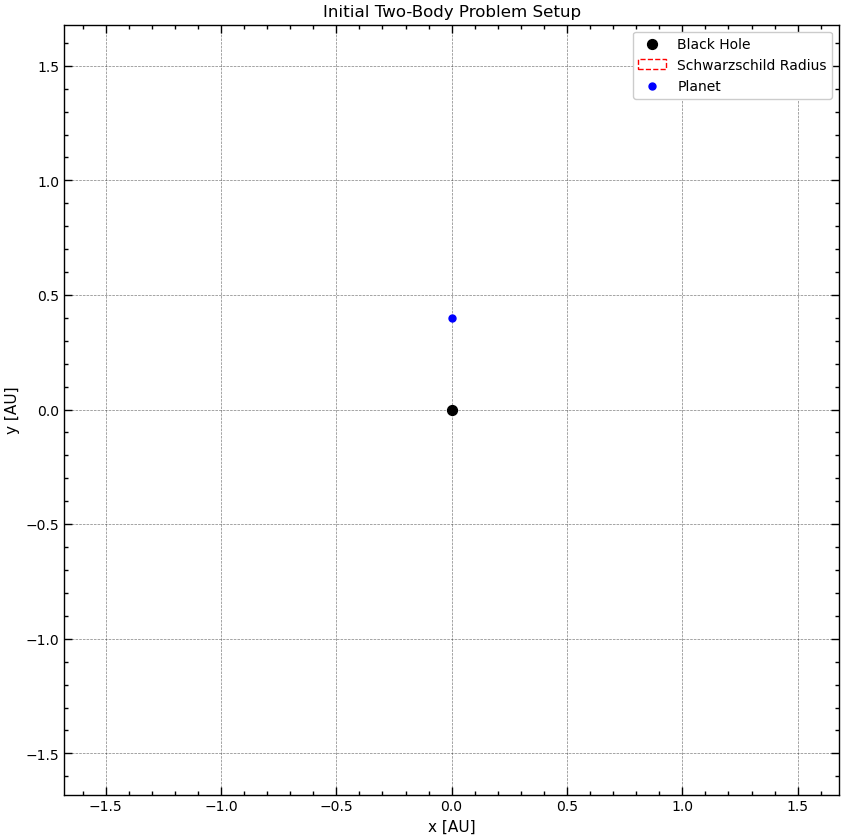 Initial Two-Body Problem Setup
Black Hole
Schwarzschild Radius
Planet
1.5
1.0
0.5
0.0
−0.5
−1.0
−1.5
y [AU]
−1.5 −1.0 −0.5 0.0 0.5 1.0 1.5
x [AU]